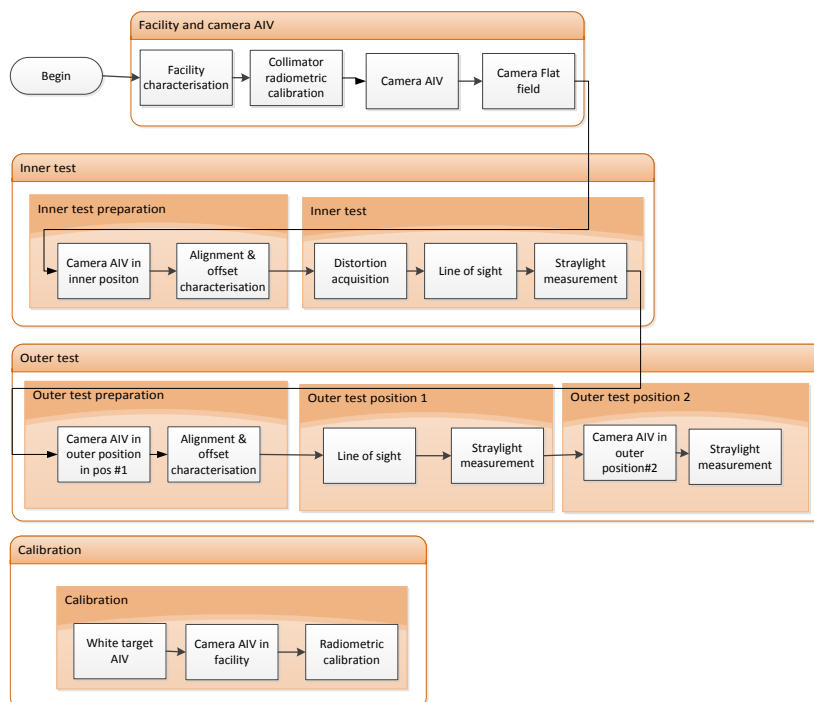 Facility and camera AIV
Begin
Facility
characterisation
Collimator
radiometric
calibration
Camera AIV
Camera Flat
field
Inner test
Inner test preparation
Camera AIV in
inner positon
Alignment &
offset
characterisation
Inner test
Distortion
acquisition
Line of sight
Straylight
measurement
Outer test
Outer test preparation
Camera AIV in
outer position
in pos #1
Alignment &
offset
characterisation
Outer test position 1
Line of sight
Straylight
measurement
Outer test position 2
Camera AIV in
outer
position#2
Straylight
measurement
Calibration
Calibration
White target
AIV
Camera AIV in
facility
Radiometric
calibration